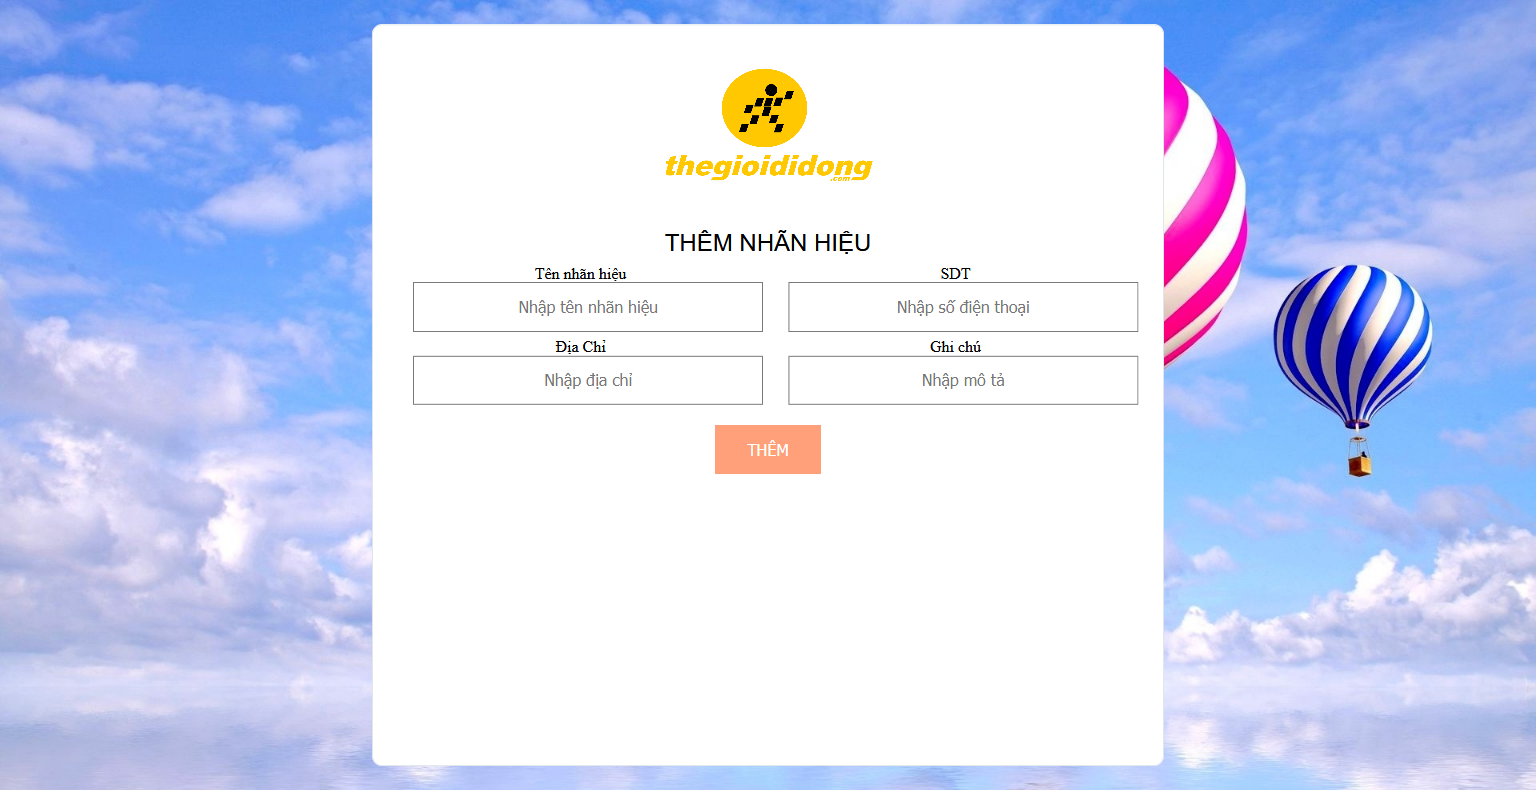 thegioididong
.com
THÊM NHÃN HIỆU
Tên nhãn hiệu
SDT
Nhập tên nhãn hiệu
Nhập số điện thoại
Địa Chỉ
Ghi chú
Nhập địa chỉ
Nhập mô tả
THÊM